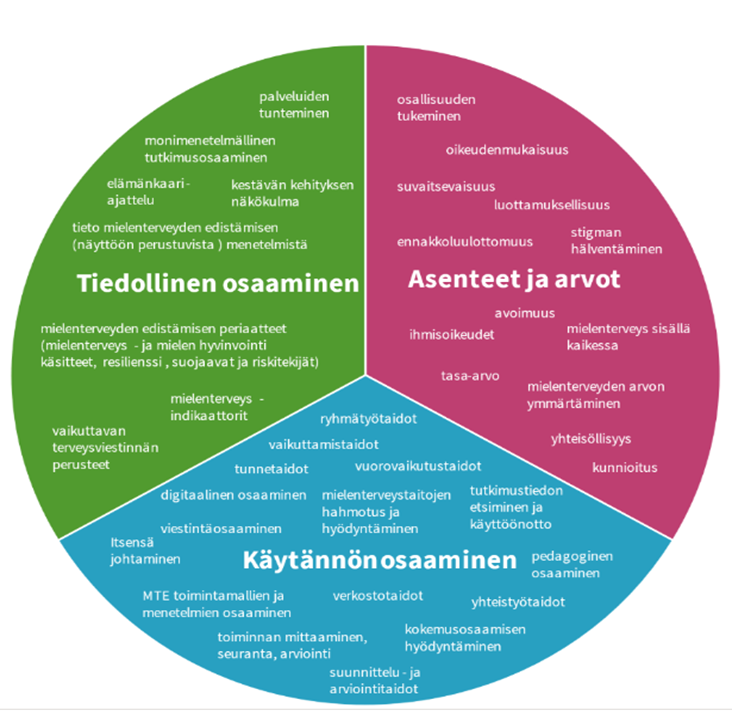 palveluiden
tunteminen
monimenetelmällinen
tutkimusosaaminen
elämänkaari-
ajattelu
kestävän kehityksen
näkökulma
tieto mielenterveyden edistämisen
(näyttöön perustuvista ) menetelmistä
Tiedollinen osaaminen
mielenterveyden edistämisen periaatteet
(mielenterveys - ja mielen hyvinvointi
käsitteet, resilienssi , suojaavat ja riskitekijät)
mielenterveys -
indikaattorit
vaikuttavan
terveysviestinnän
perusteet
osallisuuden
tukeminen
oikeudenmukaisuus
suvaitsevaisuus
luottamuksellisuus
ennakkoluulottomuus
stigman
hälventäminen
Asenteet ja arvot
avoimuus
ihmisoikeudet
mielenterveys sisällä
kaikessa
tasa-arvo
mielenterveyden arvon
ymmärtäminen
yhteisöllisyys
kunnioitus
ryhmätyötaidot
vaikuttamistaidot
tunnetaidot
vuorovaikutustaidot
digitaalinen osaaminen
mielenterveystaitojen
hahmotus ja
hyödyntäminen
tutkimustiedon
etsiminen ja
käyttöönotto
viestintäosaaminen
Itsensä
johtaminen
Käytännön osaaminen
pedagoginen
osaaminen
MTE toimintamallien ja
menetelmien osaaminen
verkostotaidot
yhteistyötaidot
toiminnan mittaaminen,
seuranta, arviointi
kokemusosaamisen
hyödyntäminen
suunnittelu - ja
arviointitaidot